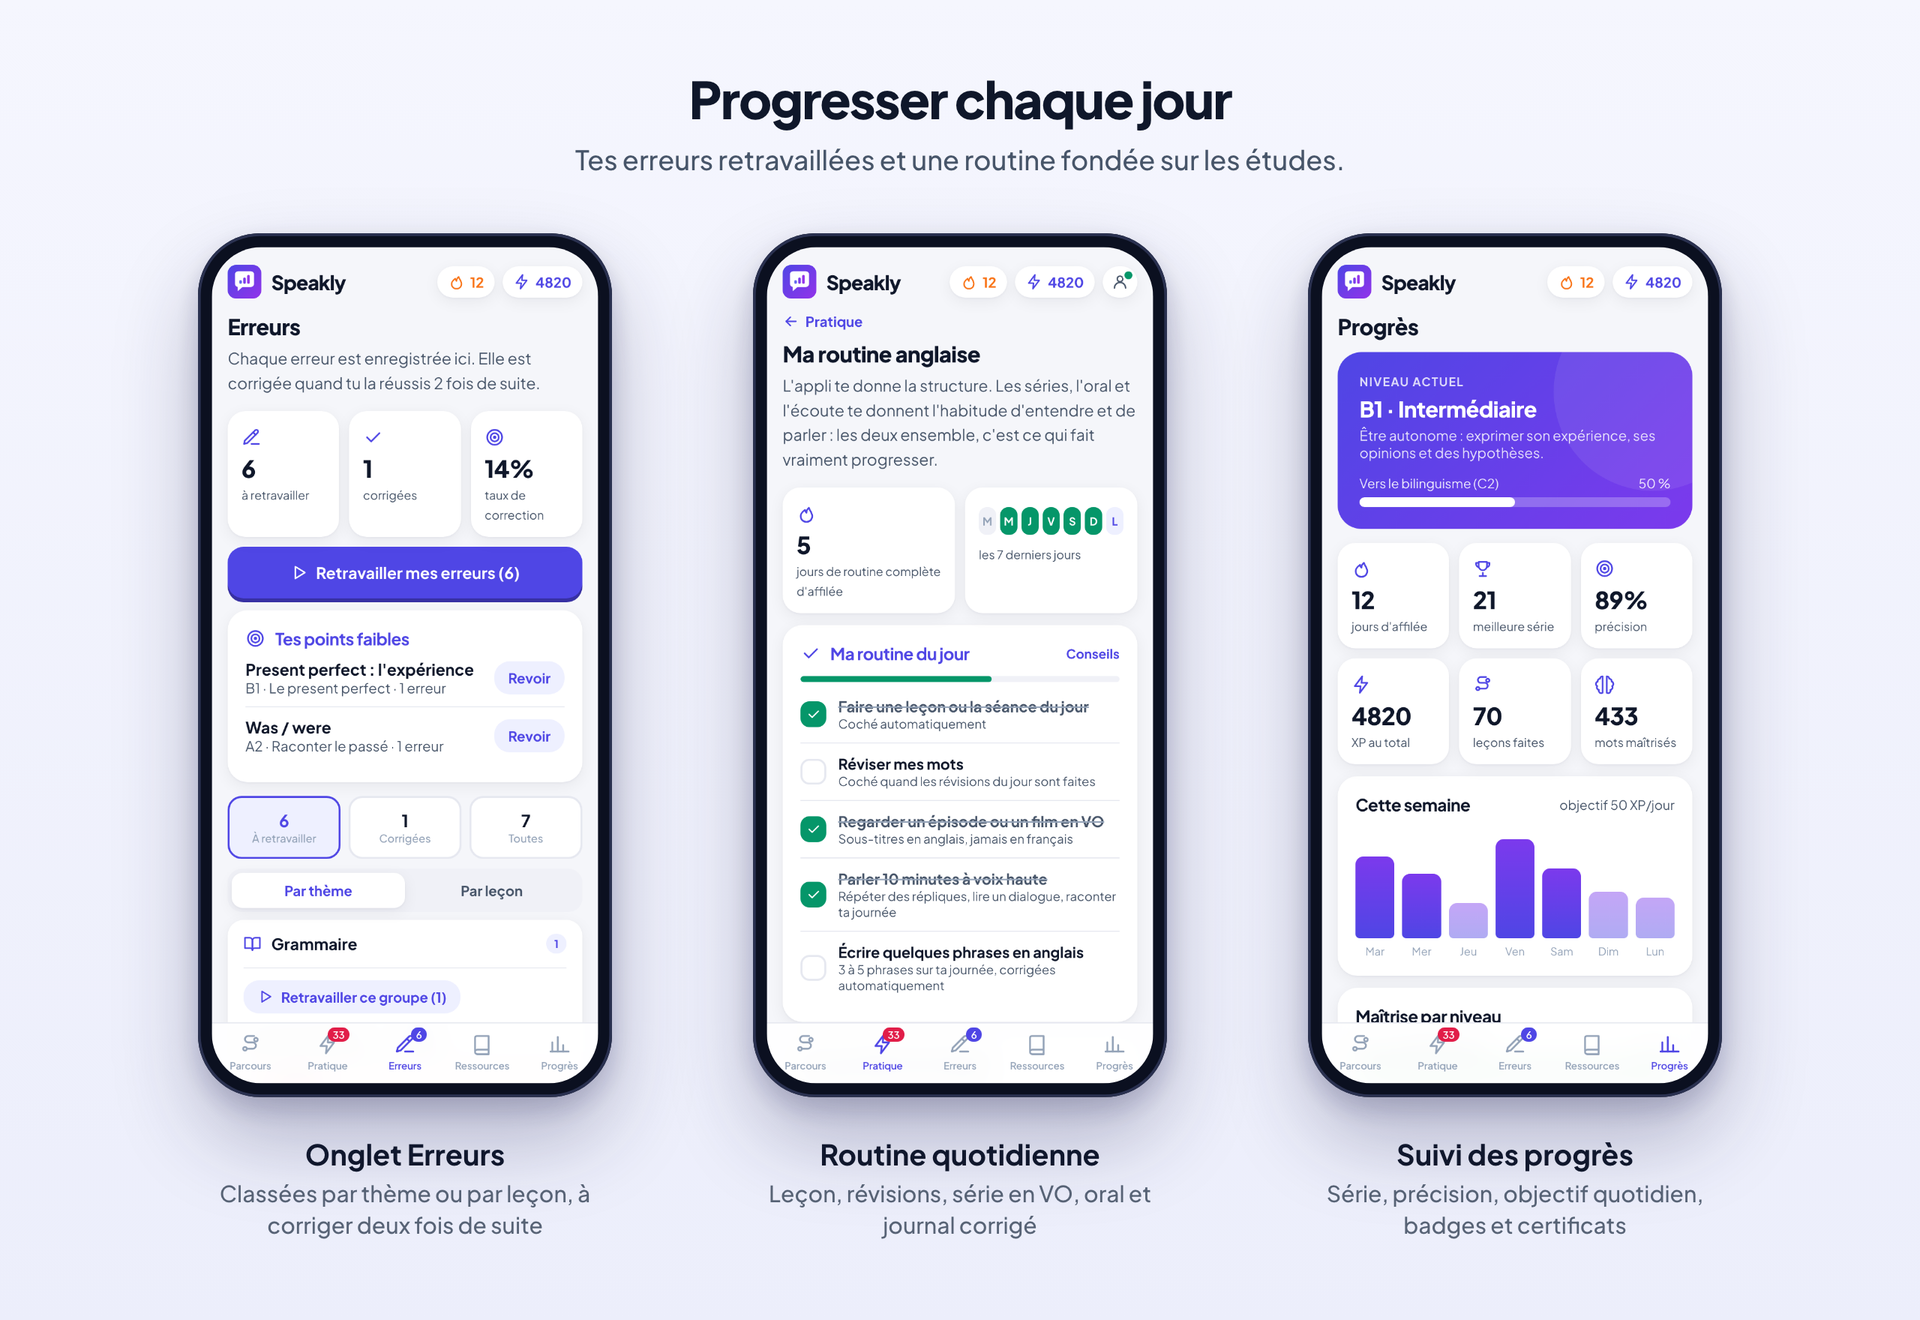 Progresser chaque jour
Tes erreurs retravaillées et une routine fondée sur les études.
Speakly
12
4820
Erreurs
Chaque erreur est enregistrée ici. Elle est
corrigée quand tu la réussis 2 fois de suite.
6
à retravailler
1
corrigées
14%
taux de
correction
Retravailler mes erreurs (6)
Tes points faibles
Present perfect : l'expérience
B1 · Le present perfect · 1 erreur
Revoir
Was / were
A2 · Raconter le passé · 1 erreur
Revoir
6
À retravailler
1
Corrigées
7
Toutes
Par thème
Par leçon
Grammaire
1
Retravailler ce groupe (1)
Parcours
33
Pratique
6
Erreurs
Ressources
Progrès
Onglet Erreurs
Classées par thème ou par leçon, à
corriger deux fois de suite
Speakly
12
4820
Pratique
Ma routine anglaise
L'appli te donne la structure. Les séries, l'oral et
l'écoute te donnent l'habitude d'entendre et de
parler : les deux ensemble, c'est ce qui fait
vraiment progresser.
5
jours de routine complète
d'affilée
M M J V S D L
les 7 derniers jours
Ma routine du jour
Conseils
Faire une leçon ou la séance du jour
Coché automatiquement
Réviser mes mots
Coché quand les révisions du jour sont faites
Regarder un épisode ou un film en VO
Sous-titres en anglais, jamais en français
Parler 10 minutes à voix haute
Répéter des répliques, lire un dialogue, raconter
ta journée
Écrire quelques phrases en anglais
3 à 5 phrases sur ta journée, corrigées
automatiquement
Parcours
33
Pratique
6
Erreurs
Ressources
Progrès
Routine quotidienne
Leçon, révisions, série en VO, oral et
journal corrigé
Speakly
12
4820
Progrès
NIVEAU ACTUEL
B1 · Intermédiaire
Être autonome : exprimer son expérience, ses
opinions et des hypothèses.
Vers le bilinguisme (C2)
50 %
12
jours d'affilée
21
meilleure série
89%
précision
4820
XP au total
70
leçons faites
433
mots maîtrisés
Cette semaine
objectif 50 XP/jour
Mar Mer Jeu Ven Sam Dim Lun
Maîtrise par niveau
Parcours
33
Pratique
6
Erreurs
Ressources
Progrès
Suivi des progrès
Série, précision, objectif quotidien,
badges et certificats